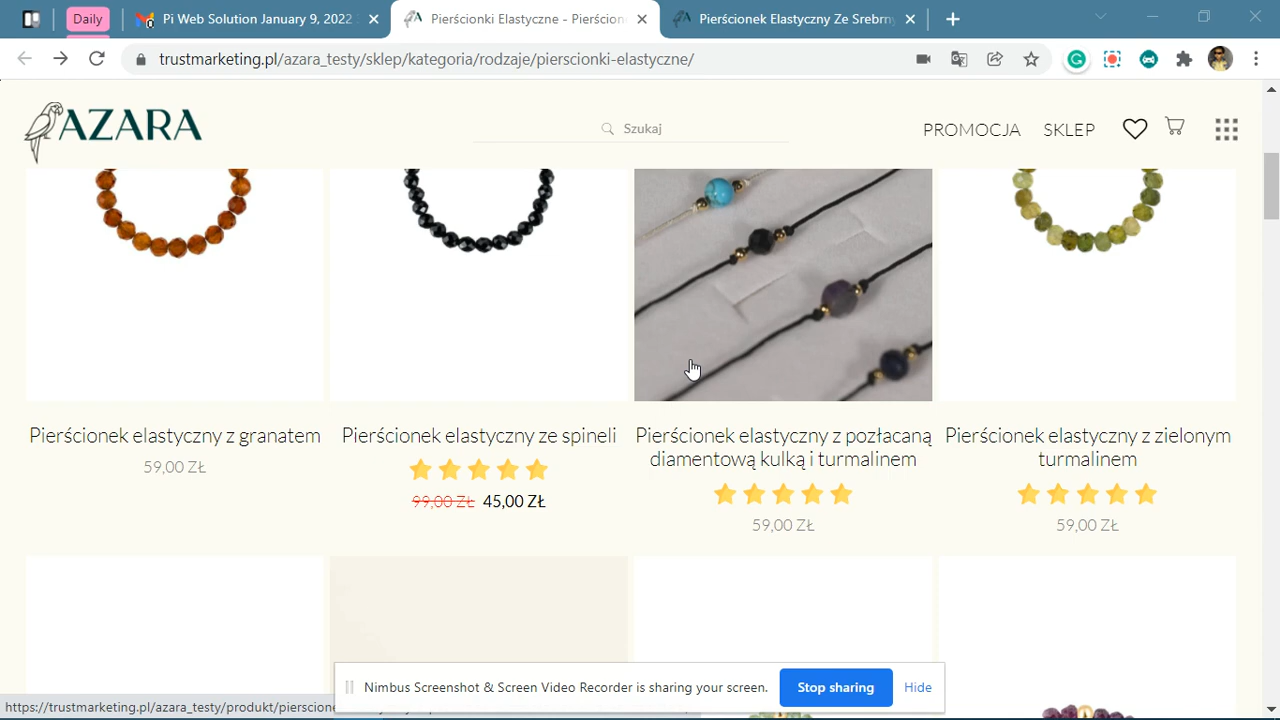 Daily
Pi Web Solution January 9, 2022
Pierścionki Elastyczne - Pierścion
Pierścionek Elastyczny Ze Srebrn
trustmarketing.pl/azara_testy/sklep/kategoria/rodzaje/pierscionki-elastyczne/
AZARA
Szukaj
PROMOCJA
SKLEP
Pierścionek elastyczny z granatem
59,00 ZŁ
Pierścionek elastyczny ze spineli
99,00 ZŁ 45,00 ZŁ
Pierścionek elastyczny z pozłacaną
diamentową kulką i turmalinem
59,00 ZŁ
Pierścionek elastyczny z zielonym
turmalinem
59,00 ZŁ
Nimbus Screenshot & Screen Video Recorder is sharing your screen.
Stop sharing
Hide
https://trustmarketing.pl/azara_testy/produkt/pierscione